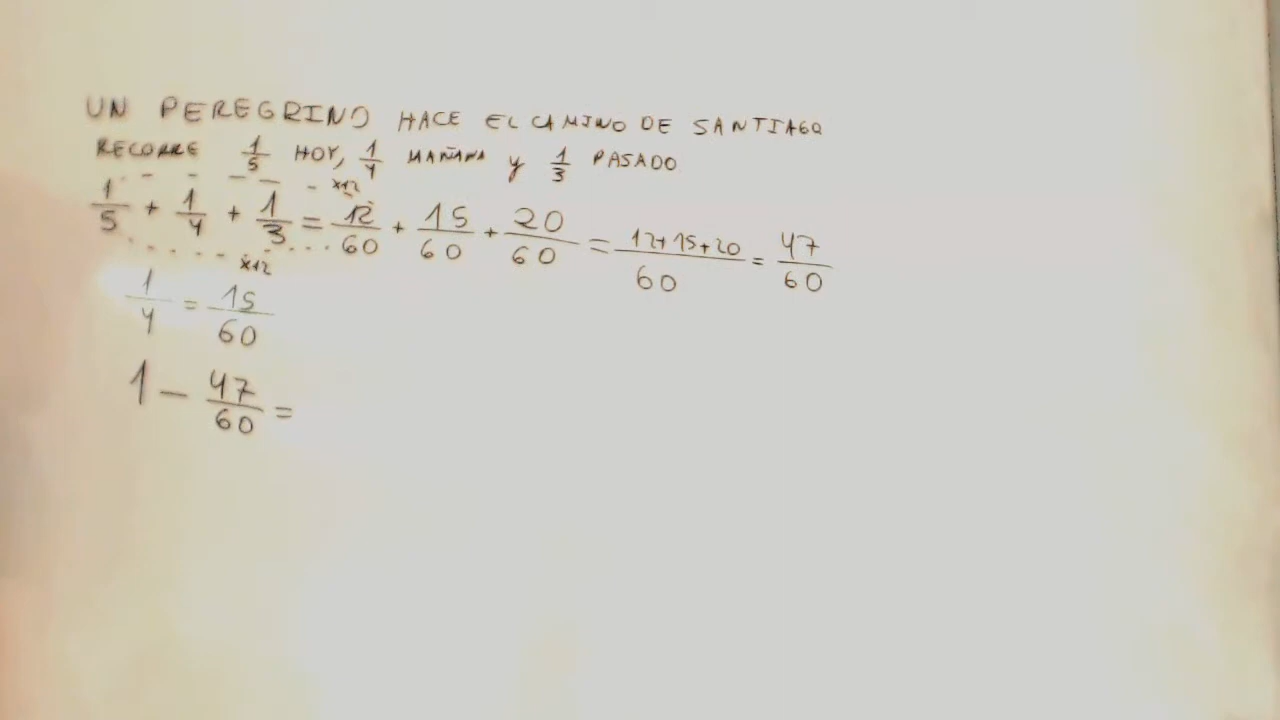 UN PEREGRINO HACE EL CAMINO DE SANTIAGO
RECORRE 1/5 HOY, 1/4 MAÑANA y 1/3 PASADO
x12
1/5 + 1/4 + 1/3 = 12/60 + 15/60 + 20/60 = 12+15+20/60 = 47/60
x12
1/4 = 15/60
1 - 47/60 =